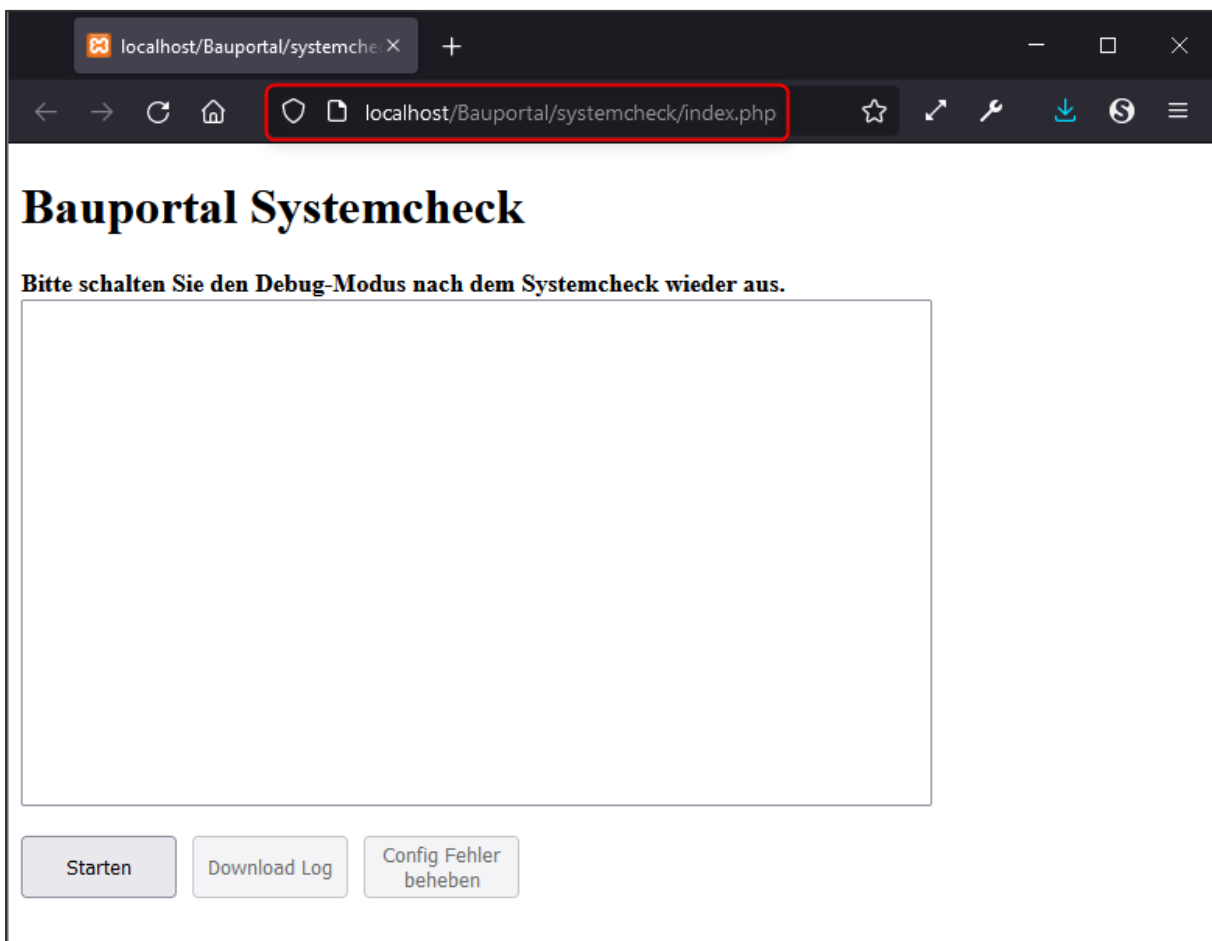 localhost/Bauportal/systemche
localhost/Bauportal/systemcheck/index.php
Bauportal Systemcheck
Bitte schalten Sie den Debug-Modus nach dem Systemcheck wieder aus.
Starten
Download Log
Config Fehler
beheben